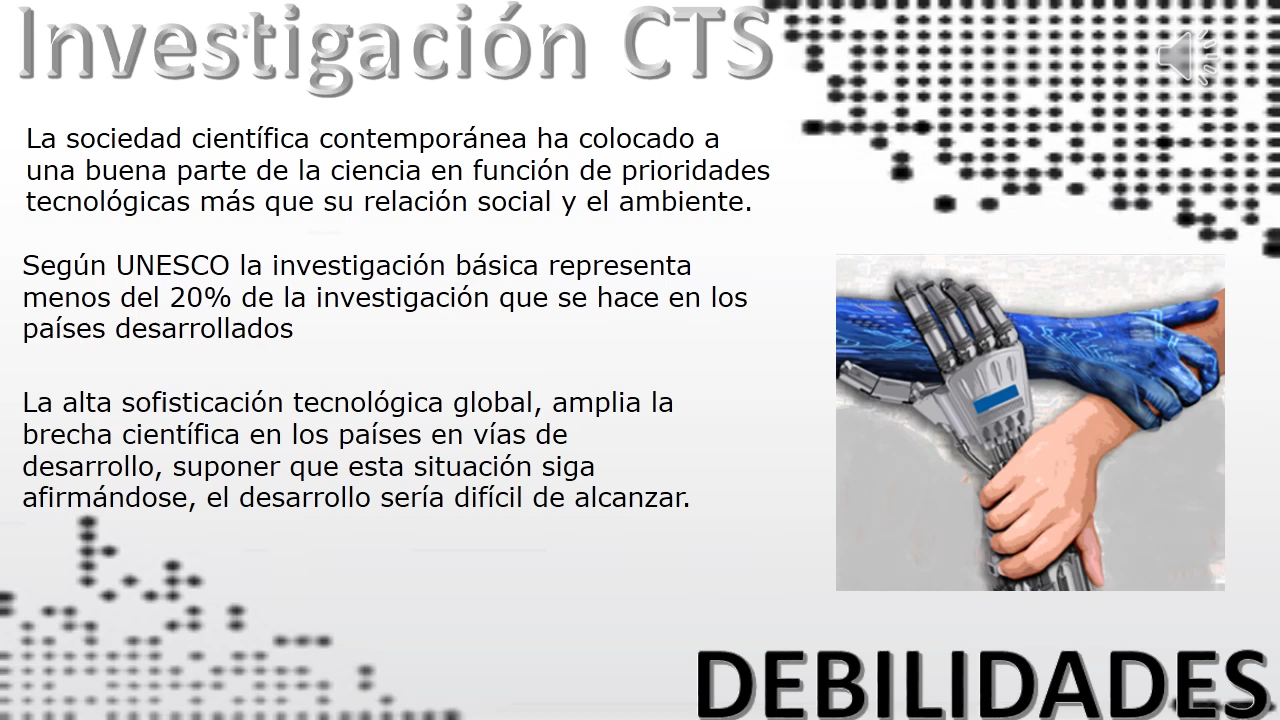 Investigación CTS
La sociedad científica contemporánea ha colocado a
una buena parte de la ciencia en función de prioridades
tecnológicas más que su relación social y el ambiente.
Según UNESCO la investigación básica representa
menos del 20% de la investigación que se hace en los
países desarrollados
La alta sofisticación tecnológica global, amplia la
brecha científica en los países en vías de
desarrollo, suponer que esta situación siga
afirmándose, el desarrollo sería difícil de alcanzar.
DEBILIDADES